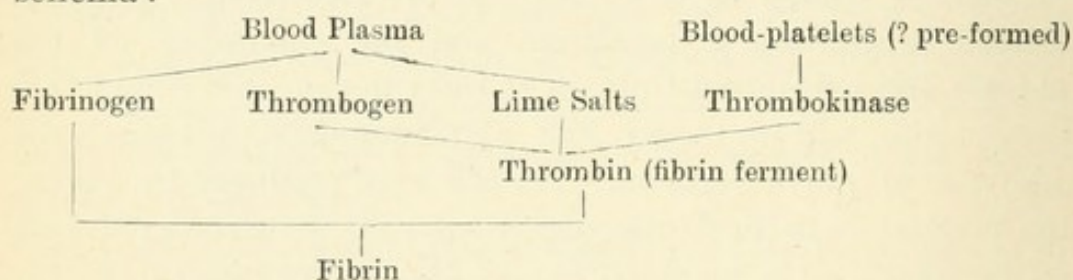 Blood Plasma Blood-platelets (? pre-formed)
Fibrinogen Thrombogen Lime Salts Thrombokinase
Thrombin (fibrin ferment)
Fibrin